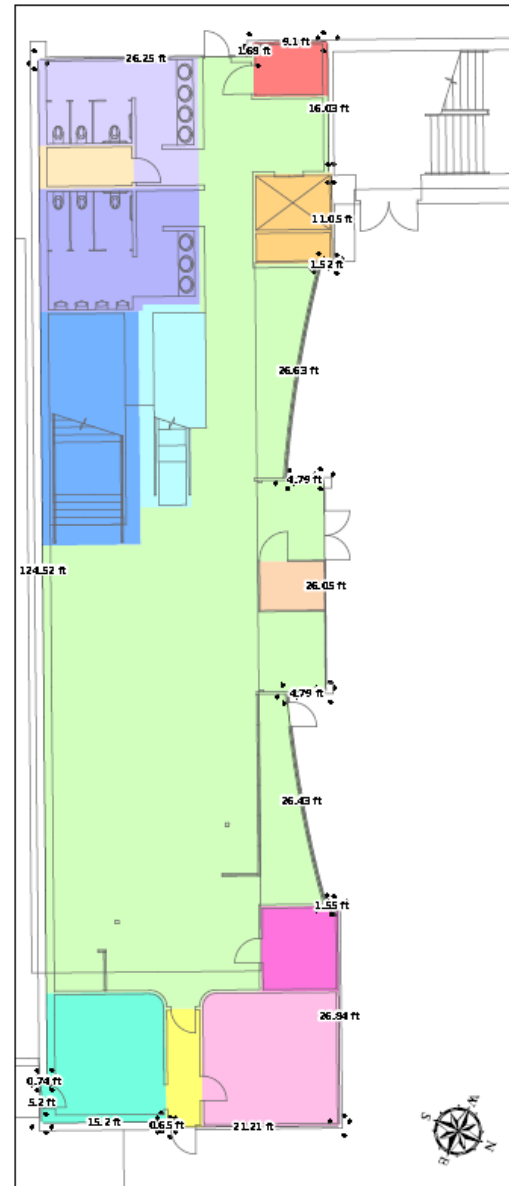 9.1 ft
1.69 ft
26.25 ft
16.03 ft
11.05 ft
1.52 ft
26.63 ft
4.79 ft
124.52 ft
26.05 ft
4.79 ft
26.43 ft
1.55 ft
26.94 ft
0.74 ft
5.2 ft
15.2 ft
0.65 ft
21.21 ft
W
S
N